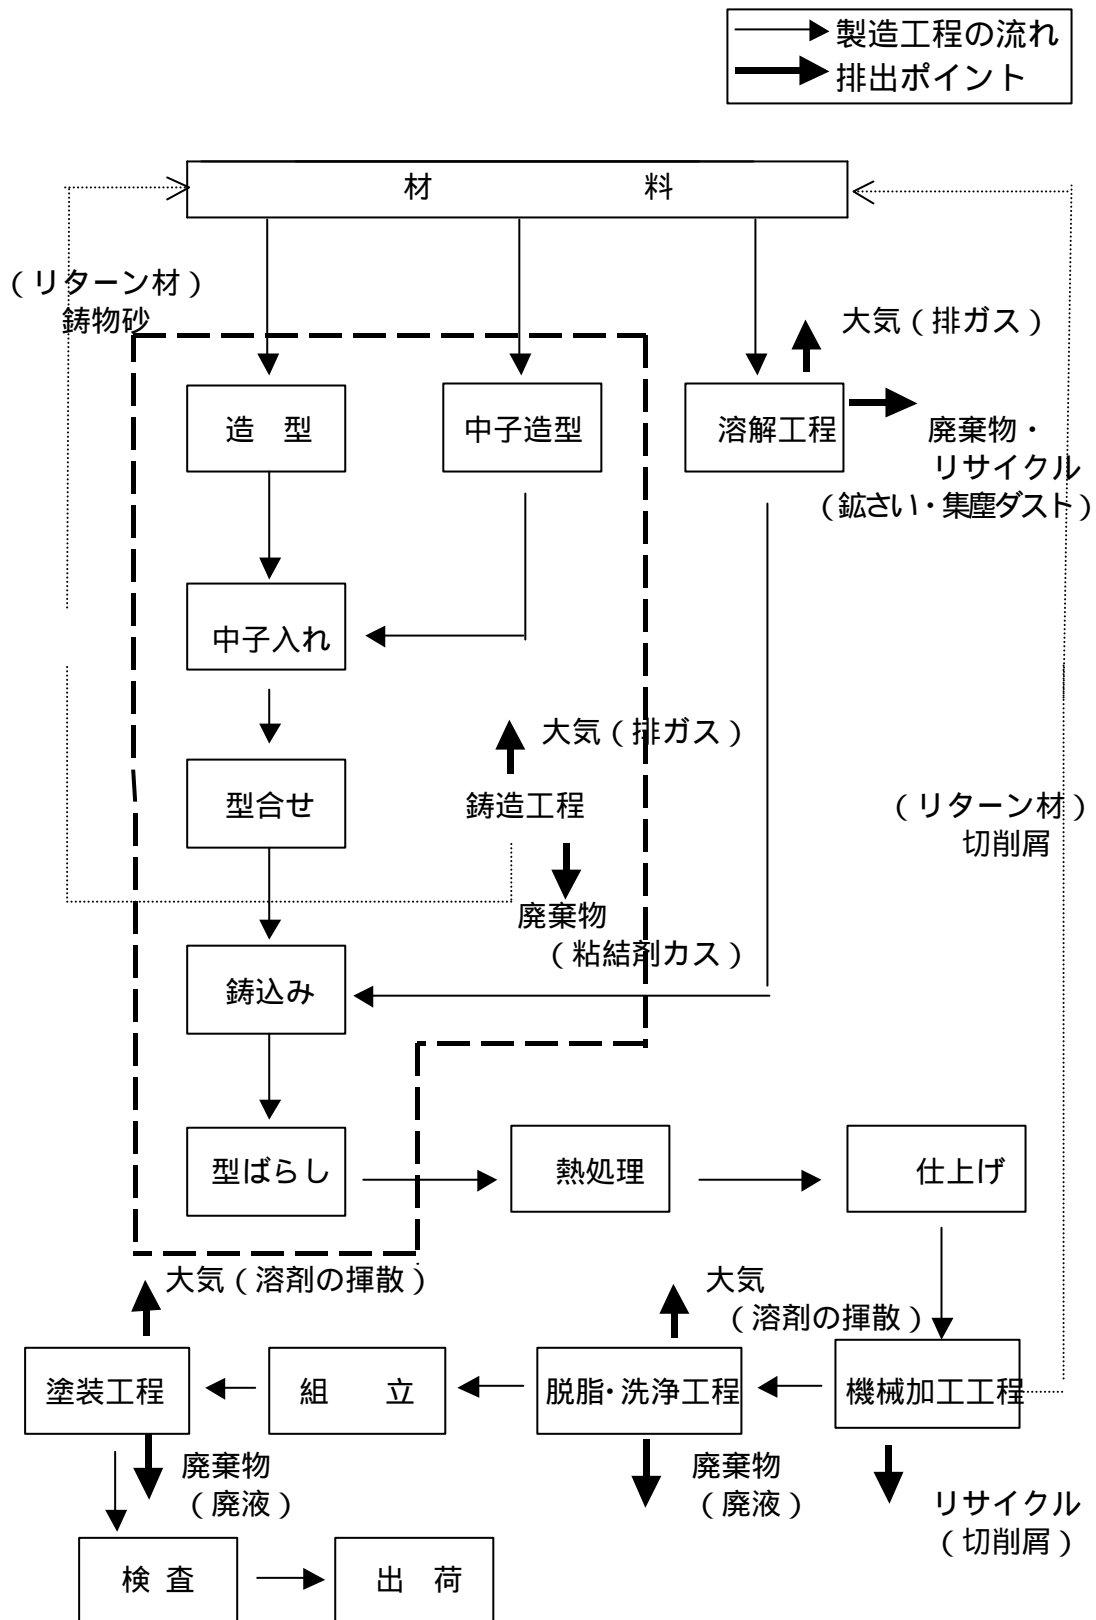 製造工程の流れ
排出ポイント
材　　料
（リターン材）
鋳物砂
大気（排ガス）
造　型
中子造型
溶解工程
廃棄物・
リサイクル
（鉱さい・集塵ダスト）
中子入れ
大気（排ガス）
型合せ
鋳造工程
（リターン材）
切削屑
廃棄物
（粘結剤カス）
鋳込み
型ばらし
熱処理
仕上げ
大気（溶剤の揮散）
大気
（溶剤の揮散）
塗装工程
組　　立
脱脂・洗浄工程
機械加工工程
廃棄物
（廃液）
廃棄物
（廃液）
リサイクル
（切削屑）
検 査
出　荷